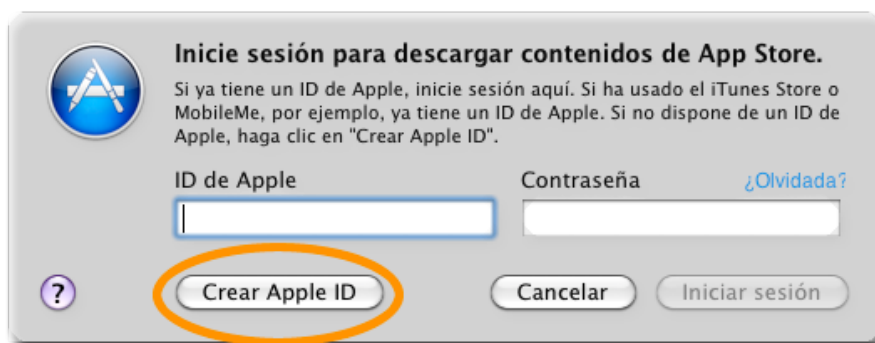 Inicie sesión para descargar contenidos de App Store.
Si ya tiene un ID de Apple, inicie sesión aquí. Si ha usado el iTunes Store o
MobileMe, por ejemplo, ya tiene un ID de Apple. Si no dispone de un ID de
Apple, haga clic en "Crear Apple ID".
ID de Apple Contraseña ¿Olvidada?
? Crear Apple ID Cancelar Iniciar sesión